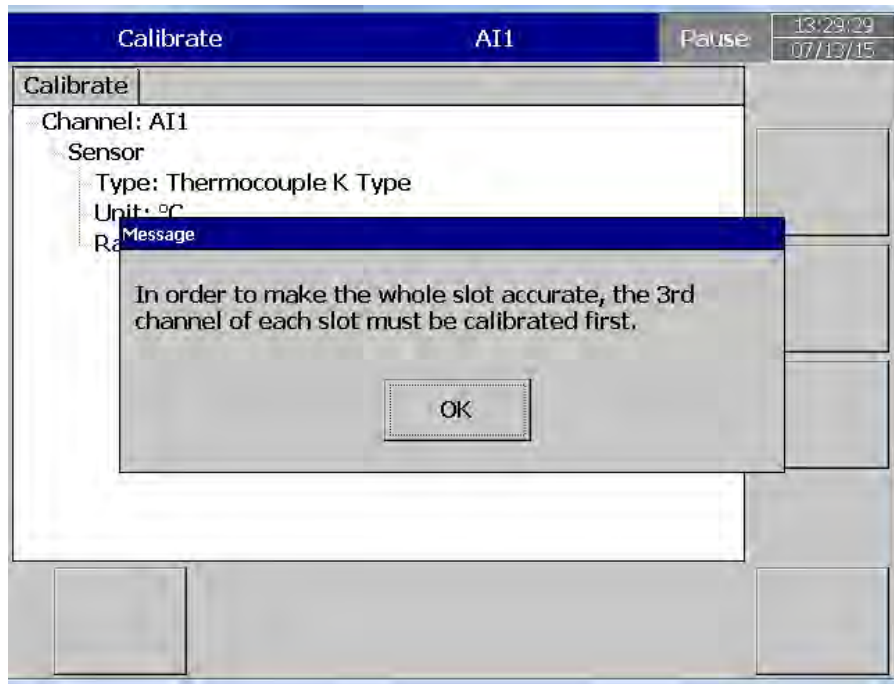 Calibrate AI1 Pause 13:29:29
07/13/15
Calibrate
Channel: AI1
Sensor
Type: Thermocouple K Type
Unit: °C
Ra
Message
In order to make the whole slot accurate, the 3rd
channel of each slot must be calibrated first.
OK